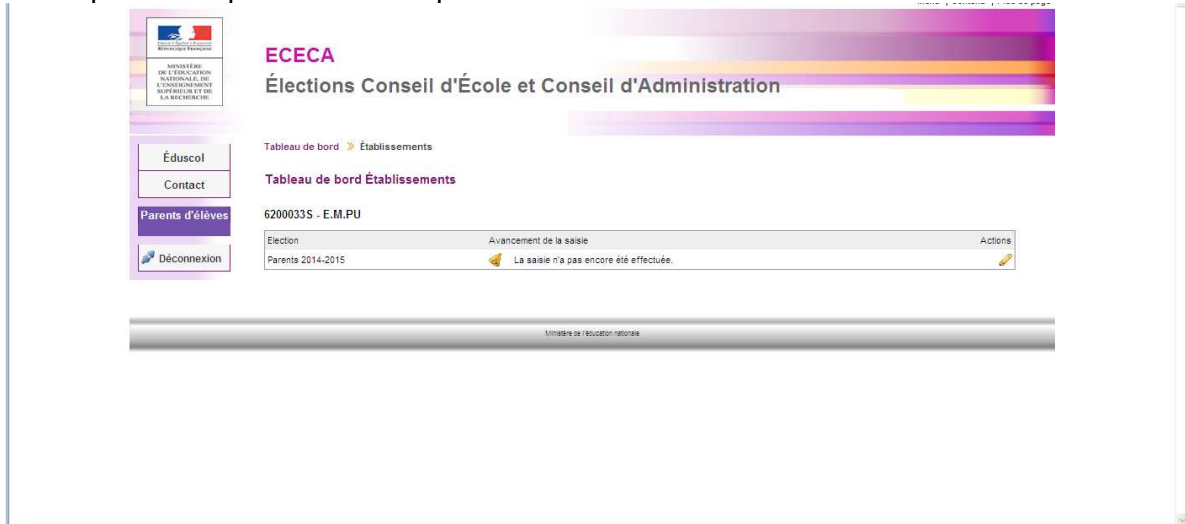 ECECA
Élections Conseil d'École et Conseil d'Administration
MINISTÈRE
DE L'ÉDUCATION
NATIONALE, DE
L'ENSEIGNEMENT
SUPÉRIEUR ET DE
LA RECHERCHE
Éduscol
Contact
Parents d'élèves
Déconnexion
Tableau de bord » Établissements
Tableau de bord Établissements
6200033S - E.M.PU
Election Avancement de la saisie Actions
Parents 2014-2015 La saisie n'a pas encore été effectuée.
Ministère de l'éducation nationale